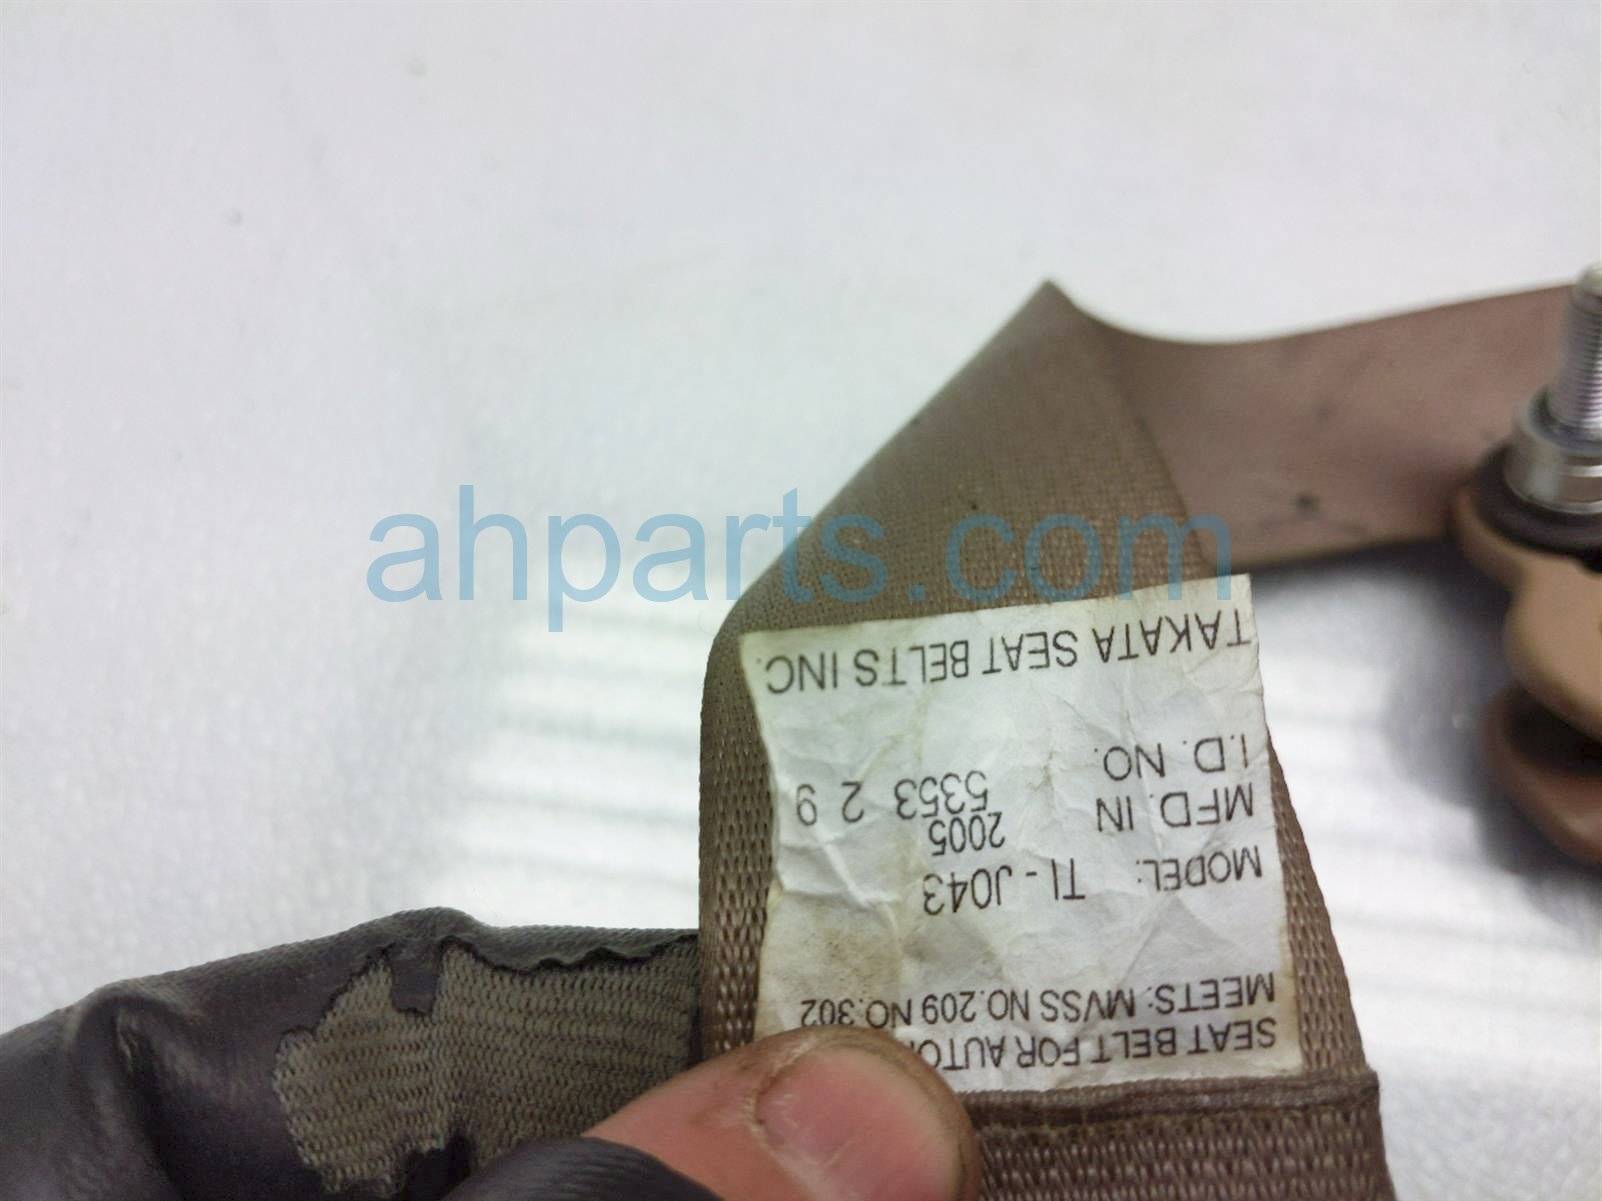 SEAT BELT FOR
MEETS: MVSS NO.209 NO.302
MODEL: TI - J043
MFD. IN 2005
I.D. NO. 5353 2 9
TAKATA SEAT BELTS INC.
ahparts.com